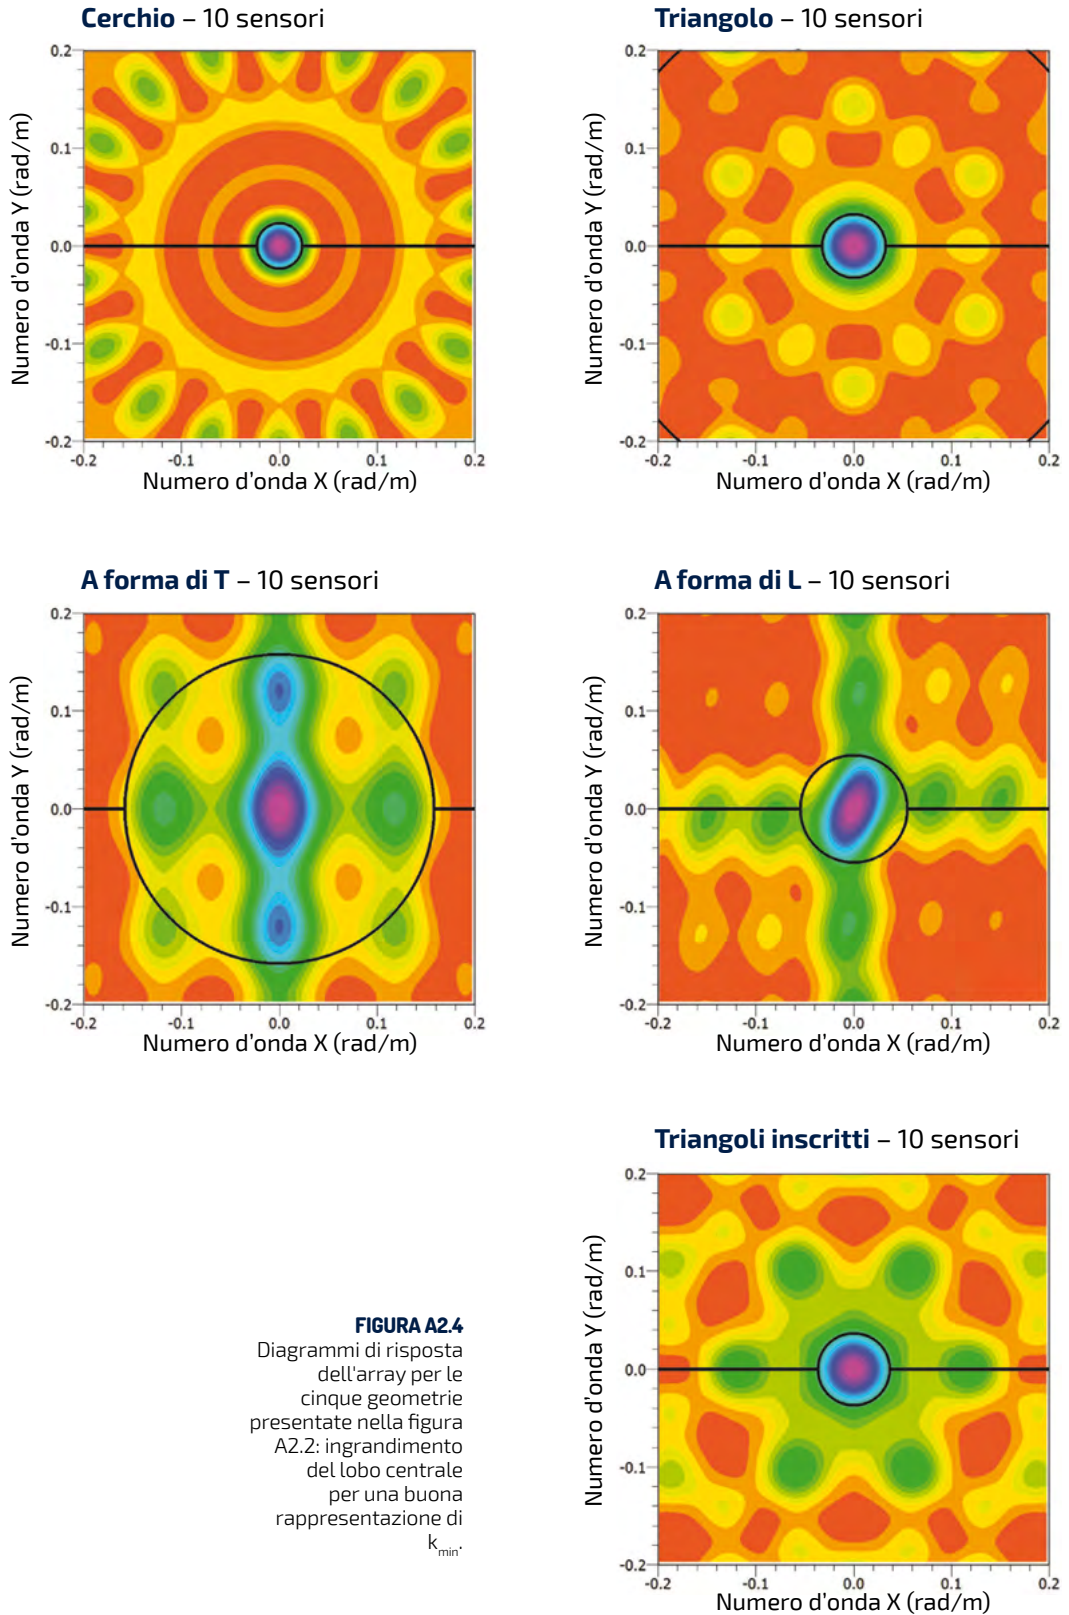 Cerchio – 10 sensori
Numero d'onda Y (rad/m)
0.2
0.1
0.0
-0.1
-0.2
-0.2 -0.1 0.0 0.1 0.2
Numero d'onda X (rad/m)
Triangolo – 10 sensori
Numero d'onda Y (rad/m)
0.2
0.1
0.0
-0.1
-0.2
-0.2 -0.1 0.0 0.1 0.2
Numero d'onda X (rad/m)
A forma di T – 10 sensori
Numero d'onda Y (rad/m)
0.2
0.1
0.0
-0.1
-0.2
-0.2 -0.1 0.0 0.1 0.2
Numero d'onda X (rad/m)
A forma di L – 10 sensori
Numero d'onda Y (rad/m)
0.2
0.1
0.0
-0.1
-0.2
-0.2 -0.1 0.0 0.1 0.2
Numero d'onda X (rad/m)
Triangoli inscritti – 10 sensori
Numero d'onda Y (rad/m)
0.2
0.1
0.0
-0.1
-0.2
-0.2 -0.1 0.0 0.1 0.2
Numero d'onda X (rad/m)
FIGURA A2.4
Diagrammi di risposta
dell'array per le
cinque geometrie
presentate nella figura
A2.2: ingrandimento
del lobo centrale
per una buona
rappresentazione di
kmin.